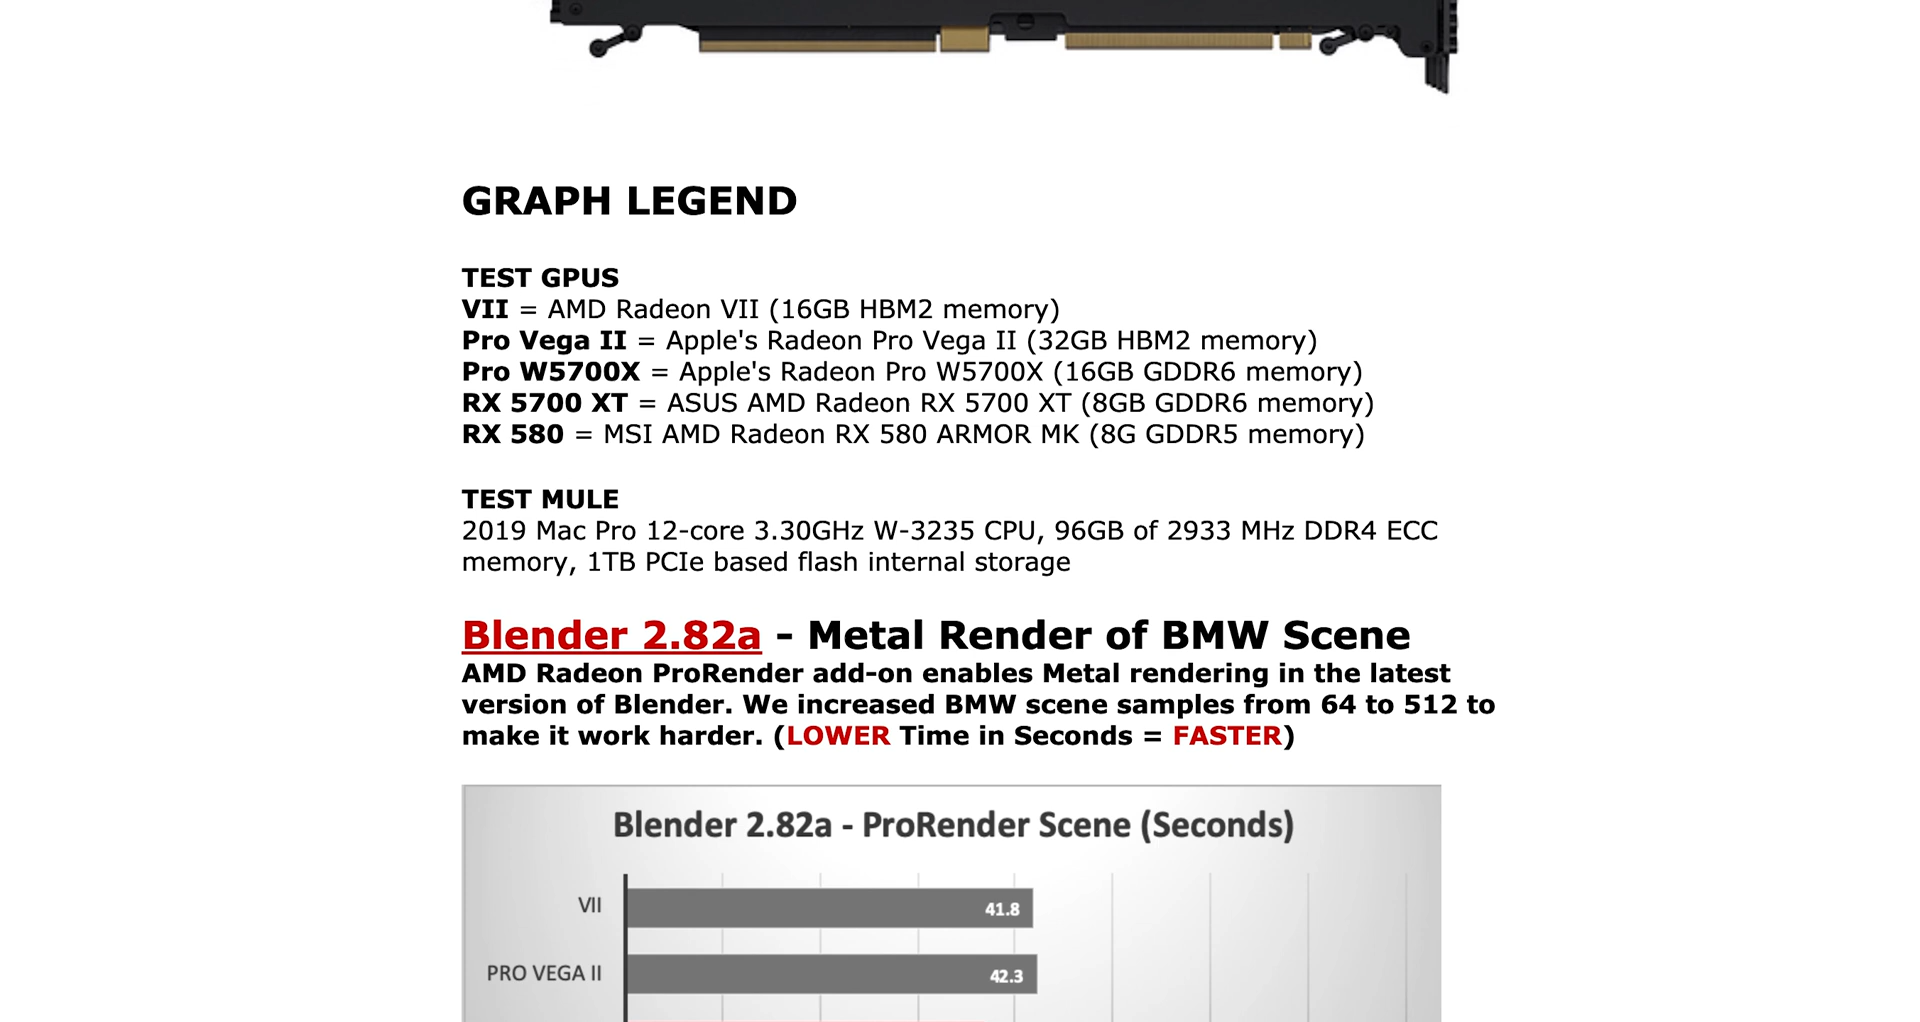 GRAPH LEGEND
TEST GPUS
VII = AMD Radeon VII (16GB HBM2 memory)
Pro Vega II = Apple's Radeon Pro Vega II (32GB HBM2 memory)
Pro W5700X = Apple's Radeon Pro W5700X (16GB GDDR6 memory)
RX 5700 XT = ASUS AMD Radeon RX 5700 XT (8GB GDDR6 memory)
RX 580 = MSI AMD Radeon RX 580 ARMOR MK (8G GDDR5 memory)
TEST MULE
2019 Mac Pro 12-core 3.30GHz W-3235 CPU, 96GB of 2933 MHz DDR4 ECC
memory, 1TB PCIe based flash internal storage
Blender 2.82a - Metal Render of BMW Scene
AMD Radeon ProRender add-on enables Metal rendering in the latest
version of Blender. We increased BMW scene samples from 64 to 512 to
make it work harder. (LOWER Time in Seconds = FASTER)
Blender 2.82a - ProRender Scene (Seconds)
VII 41.8
PRO VEGA II 42.3